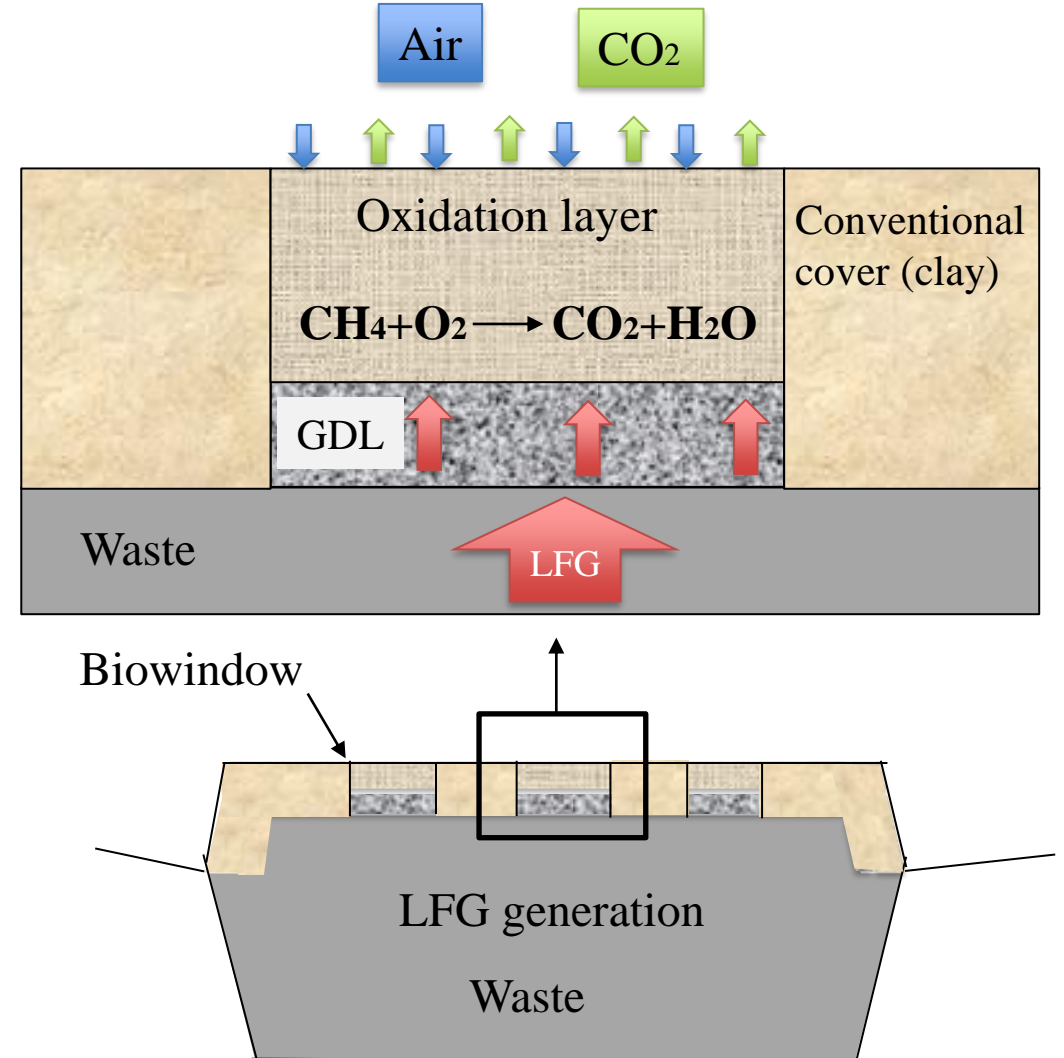 Air
CO₂
Oxidation layer
Conventional
cover (clay)
CH₄+O₂→CO₂+H₂O
GDL
Waste
LFG
Biowindow
LFG generation
Waste